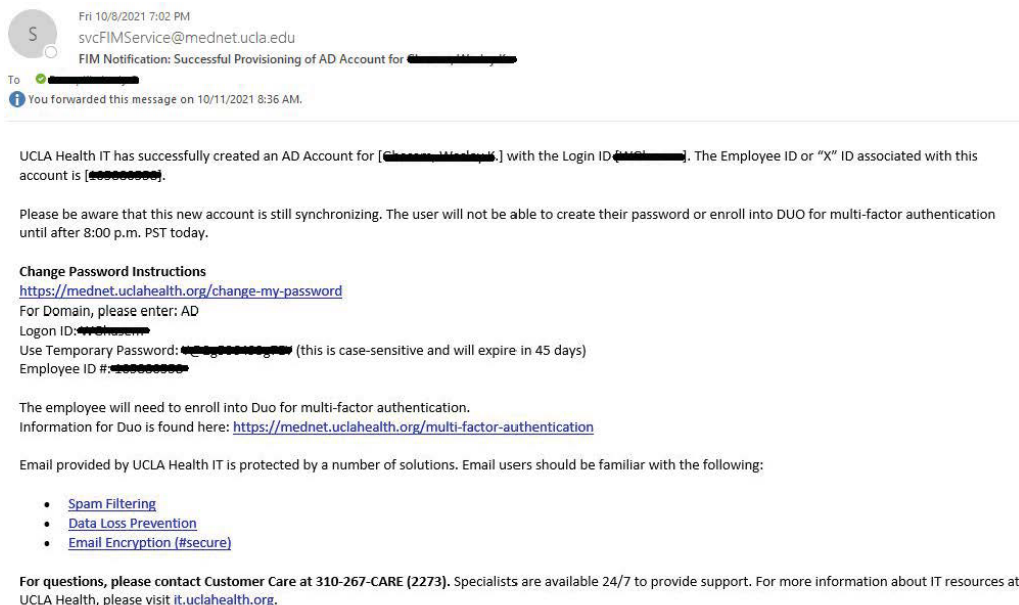 S
Fri 10/8/2021 7:02 PM
svcFIMService@mednet.ucla.edu
FIM Notification: Successful Provisioning of AD Account for
To
You forwarded this message on 10/11/2021 8:36 AM.
UCLA Health IT has successfully created an AD Account for [ .] with the Login ID [ ]. The Employee ID or “X” ID associated with this
account is [ ].
Please be aware that this new account is still synchronizing. The user will not be able to create their password or enroll into DUO for multi-factor authentication
until after 8:00 p.m. PST today.
Change Password Instructions
https://mednet.uclahealth.org/change-my-password
For Domain, please enter: AD
Logon ID:
Use Temporary Password: (this is case-sensitive and will expire in 45 days)
Employee ID #:
The employee will need to enroll into Duo for multi-factor authentication.
Information for Duo is found here: https://mednet.uclahealth.org/multi-factor-authentication
Email provided by UCLA Health IT is protected by a number of solutions. Email users should be familiar with the following:
• Spam Filtering
• Data Loss Prevention
• Email Encryption (#secure)
For questions, please contact Customer Care at 310-267-CARE (2273). Specialists are available 24/7 to provide support. For more information about IT resources at
UCLA Health, please visit it.uclahealth.org.